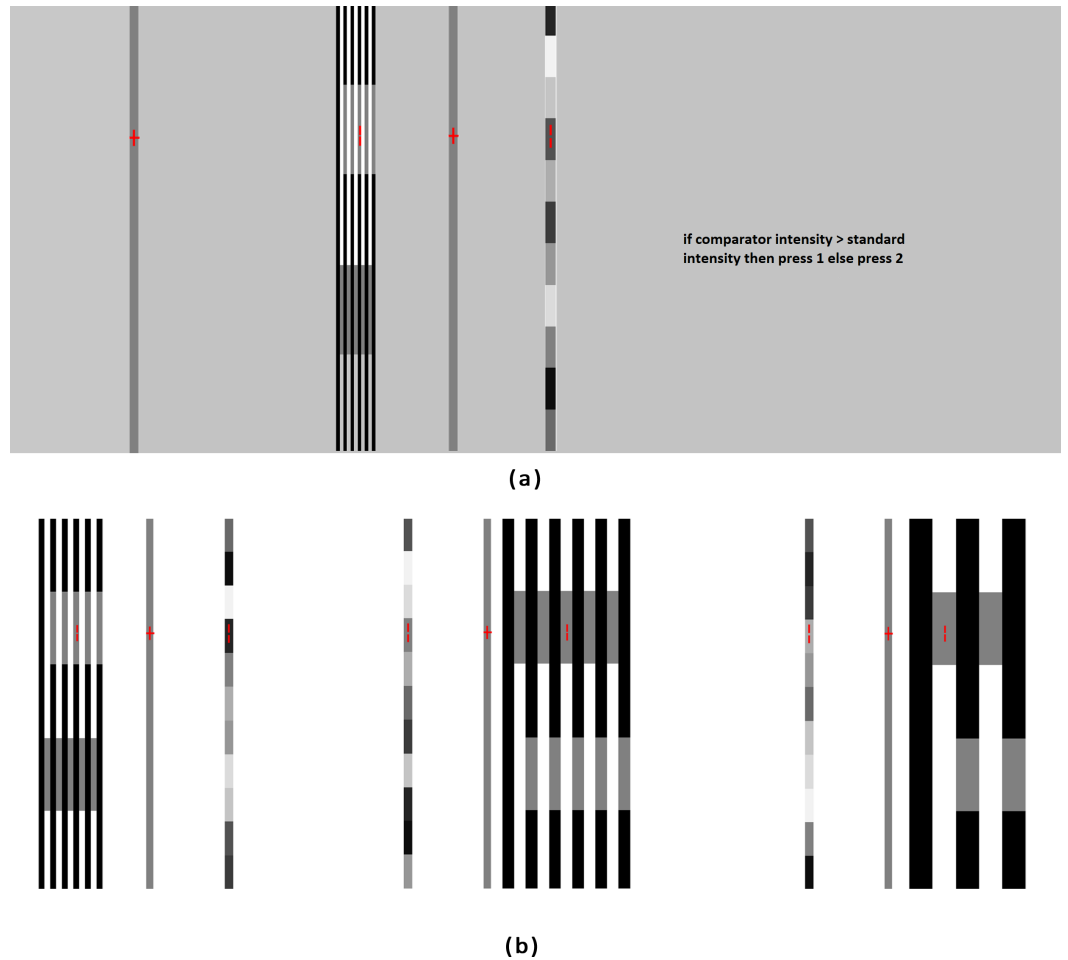 if comparator intensity > standard
intensity then press 1 else press 2
(a)
(b)